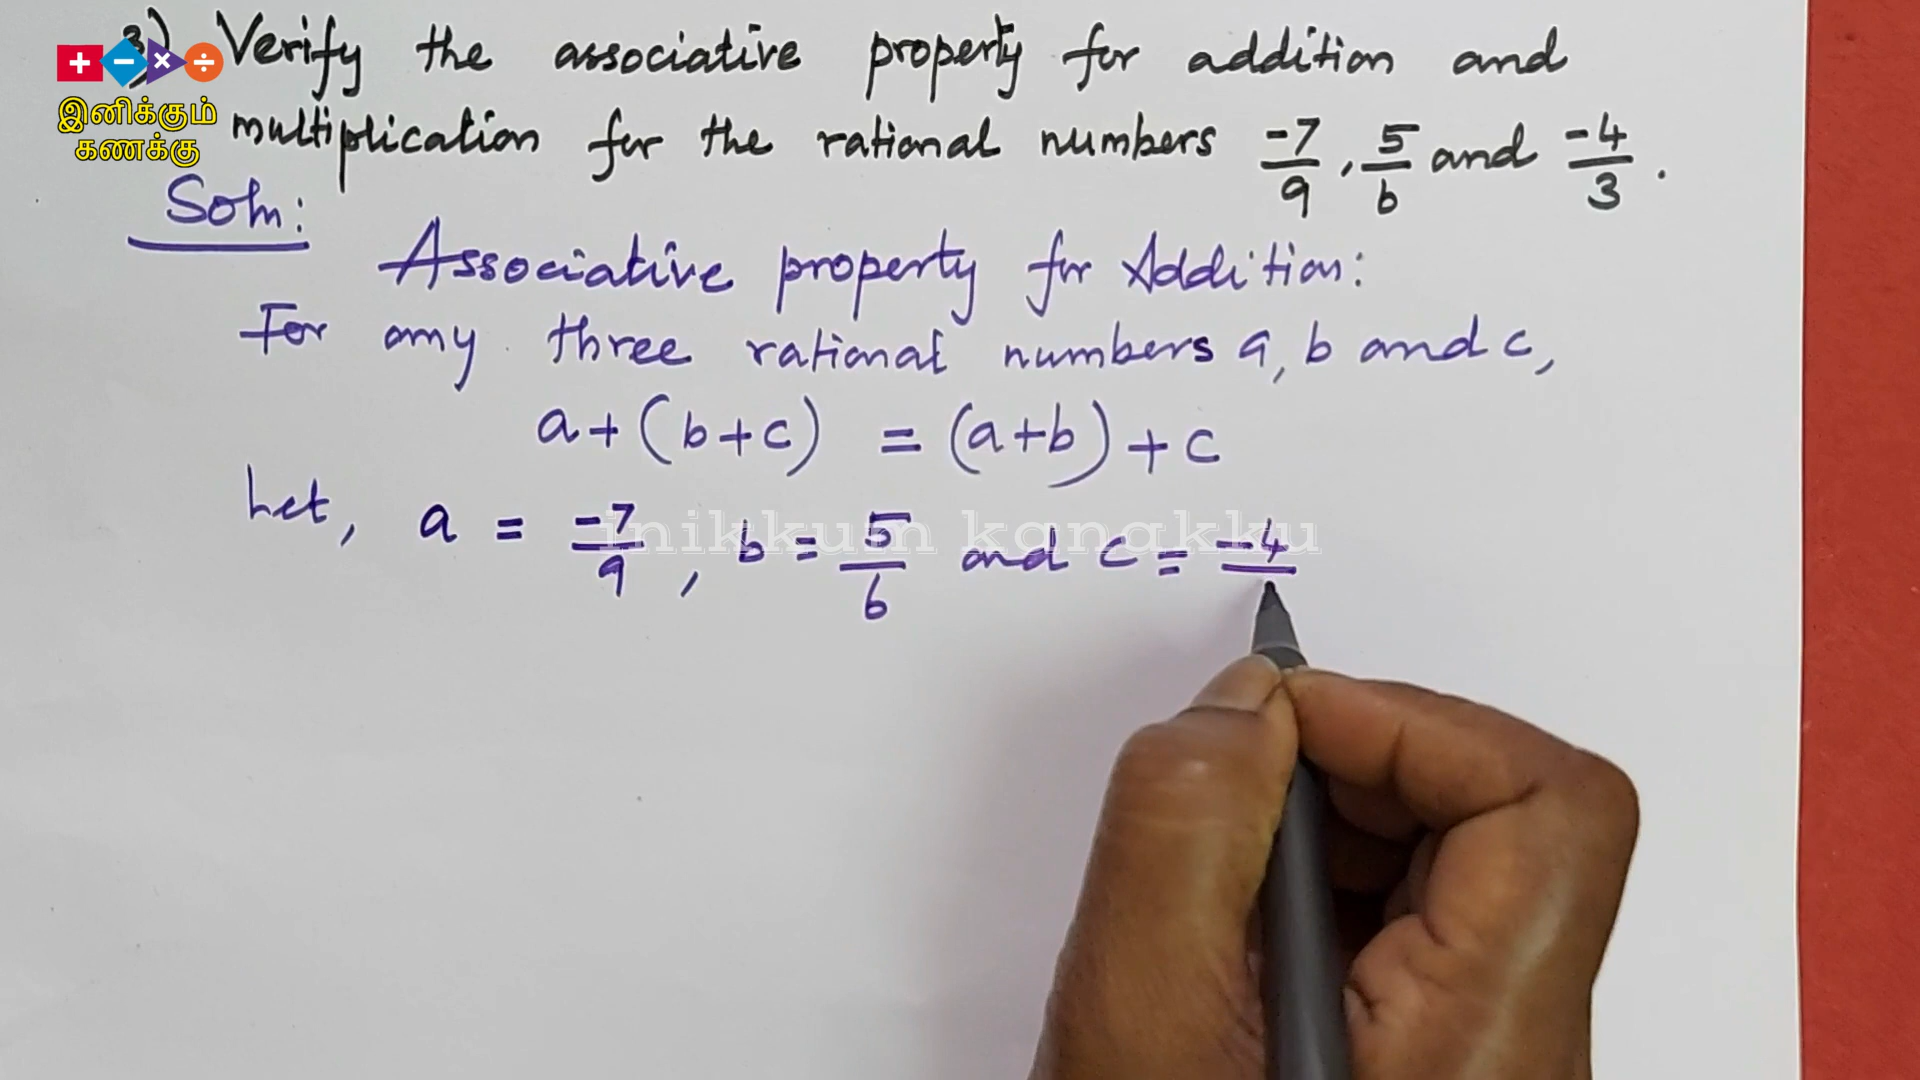 3) Verify the associative property for addition and
multiplication for the rational numbers -7/9, 5/6 and -4/3.
இனிக்கும்
கணக்கு
Soln:
Associative property for Addition:
For any three rational numbers a, b and c,
a+(b+c) = (a+b)+c
Let, a = -7/9, b = 5/6 and c = -4/
inikkum kanakku